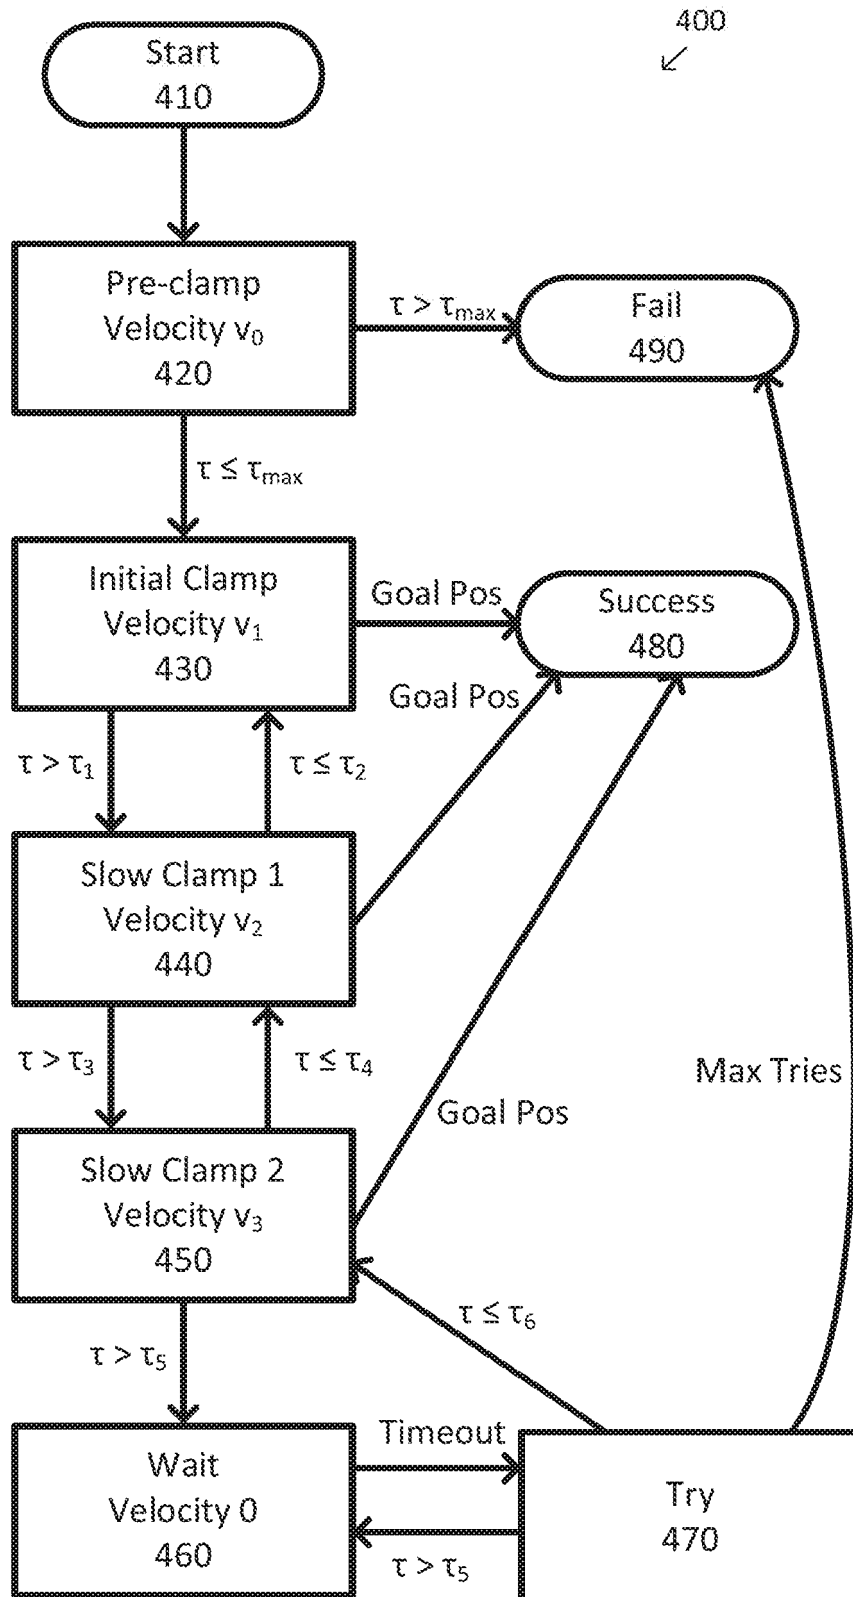 400
Start
410
Pre-clamp
Velocity v₀
420
τ > τₘₐₓ
Fail
490
τ ≤ τₘₐₓ
Initial Clamp
Velocity v₁
430
Goal Pos
Success
480
Goal Pos
τ > τ₁
τ ≤ τ₂
Slow Clamp 1
Velocity v₂
440
τ > τ₃
τ ≤ τ₄
Max Tries
Goal Pos
Slow Clamp 2
Velocity v₃
450
τ ≤ τ₆
τ > τ₅
Timeout
Wait
Velocity 0
460
Try
470
τ > τ₅